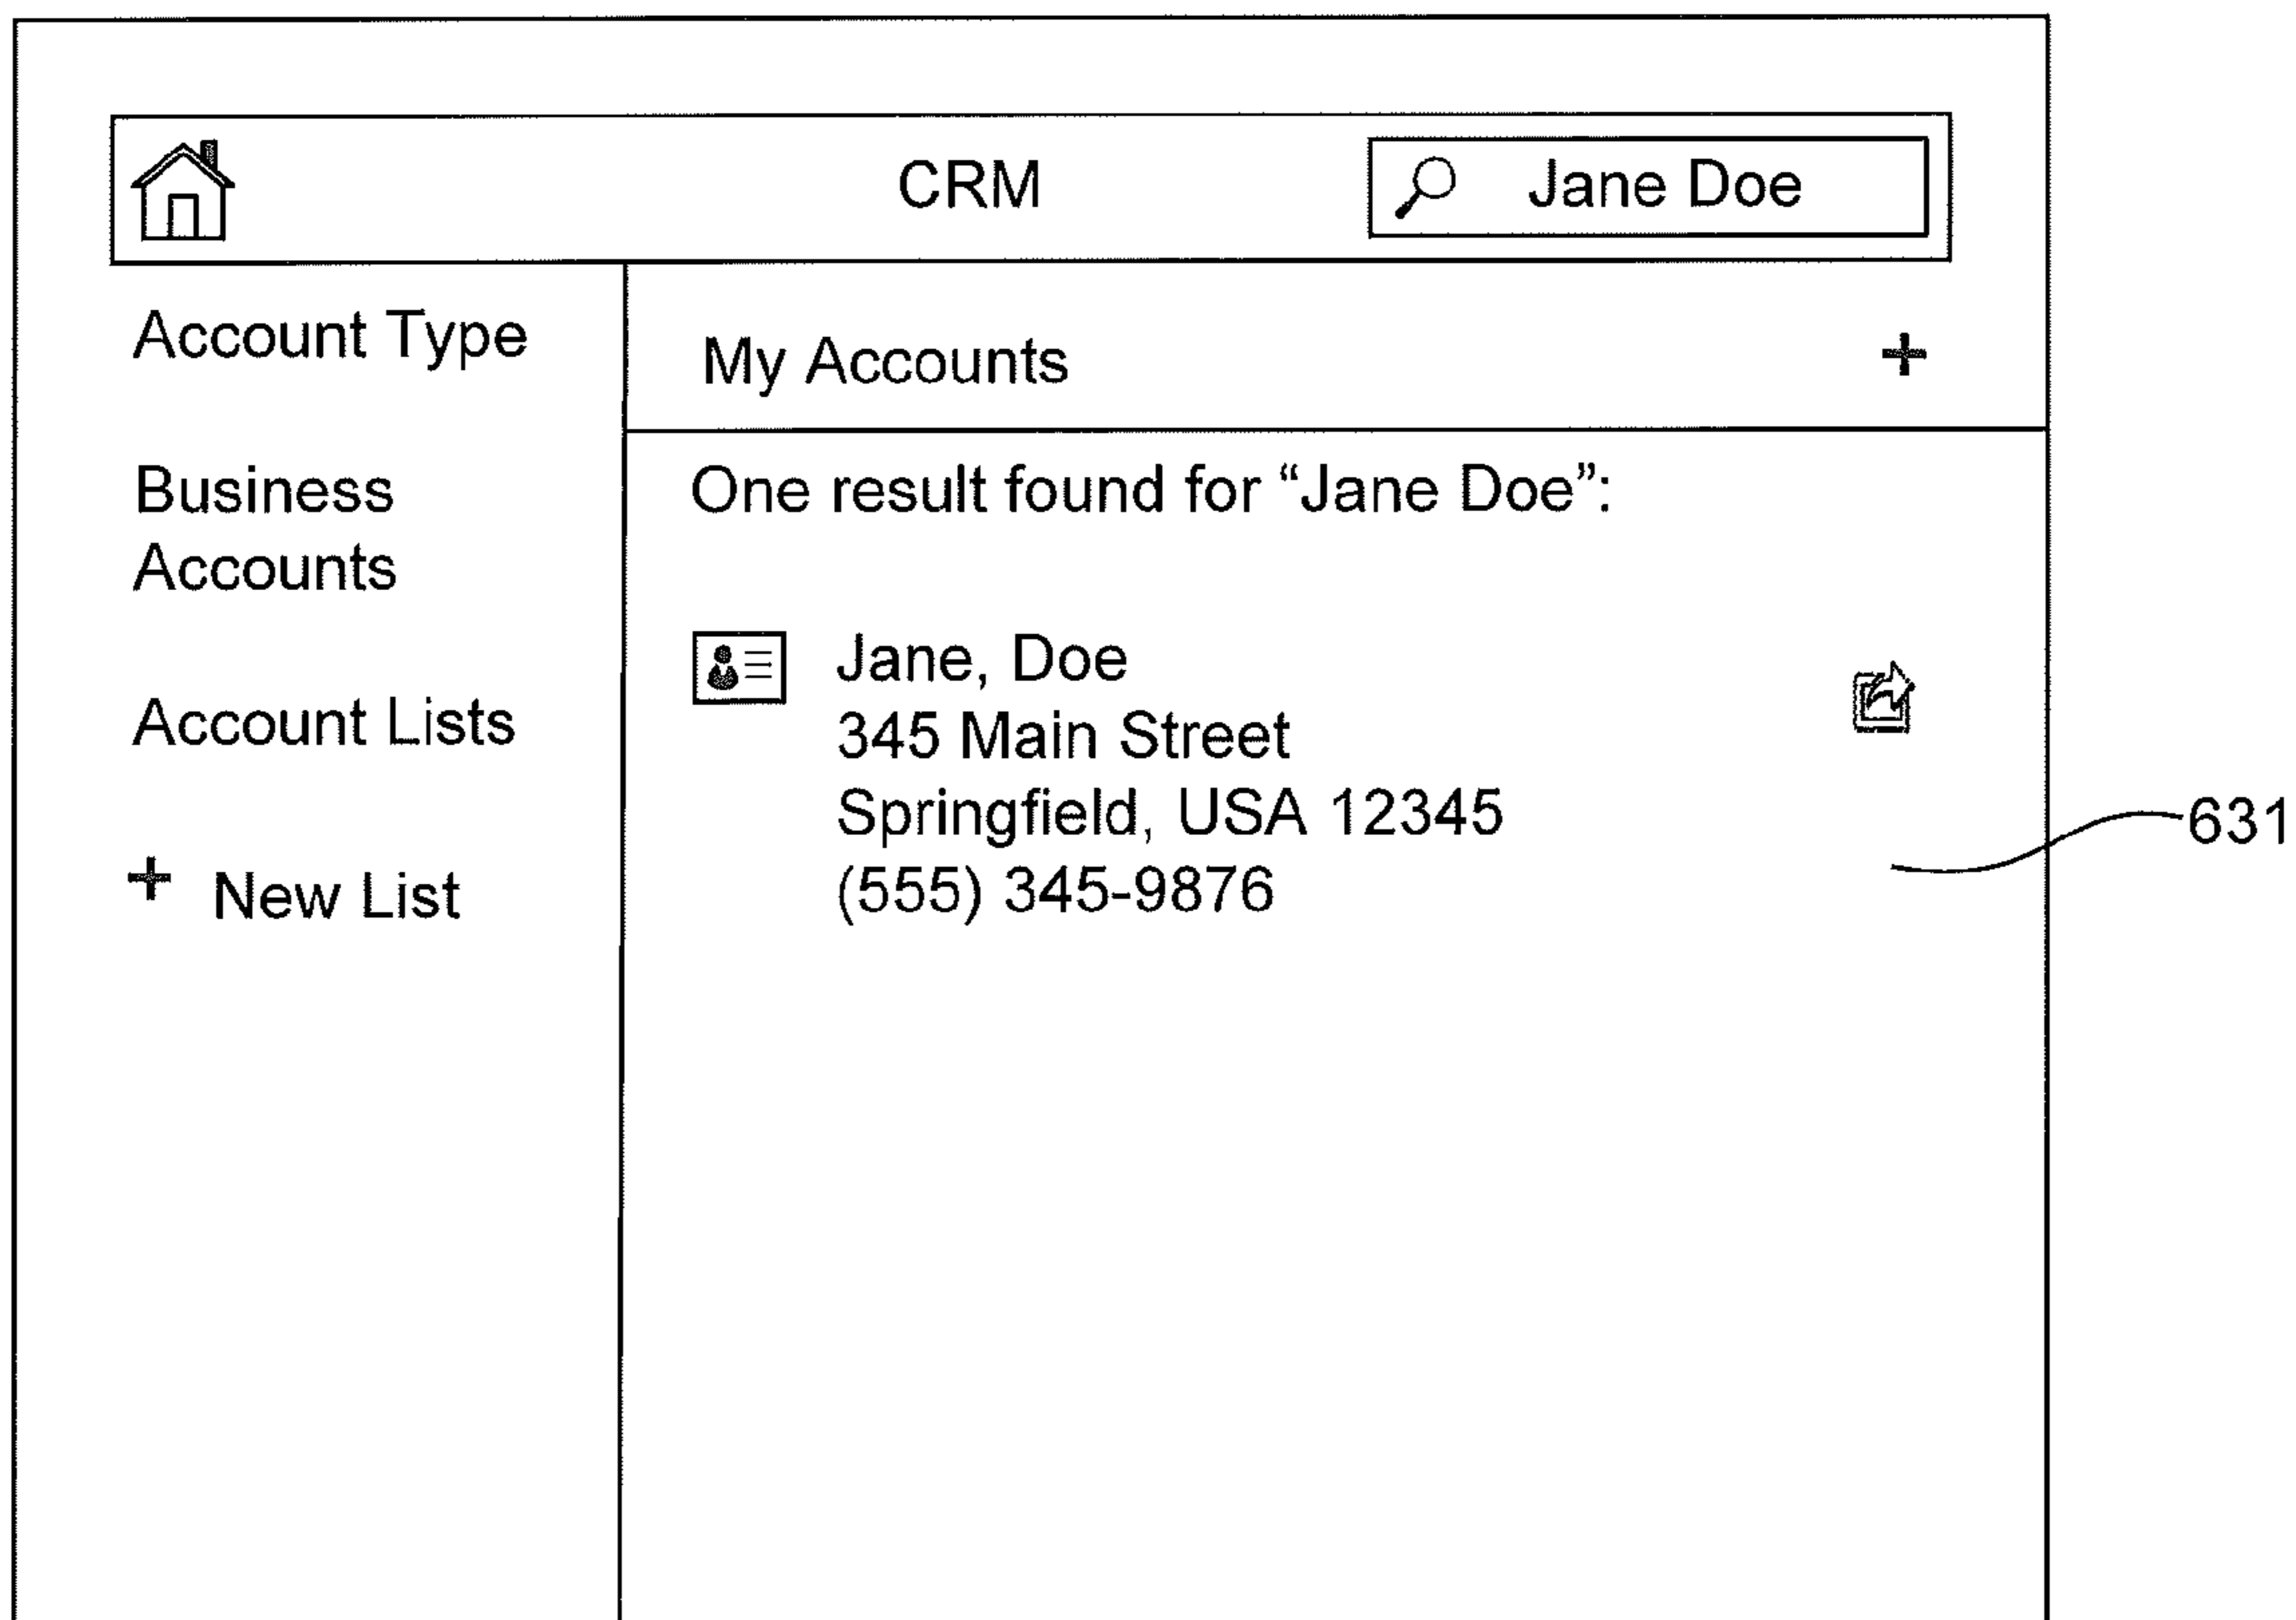 CRM
Jane Doe
Account Type
Business
Accounts
Account Lists
+ New List
My Accounts +
One result found for “Jane Doe”:
Jane, Doe
345 Main Street
Springfield, USA 12345
(555) 345-9876
631